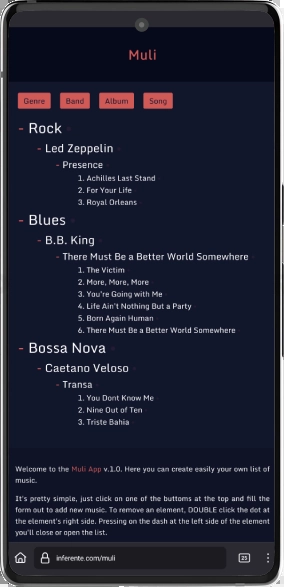 Muli
Genre Band Album Song
- Rock
- Led Zeppelin
- Presence
1. Achilles Last Stand
2. For Your Life
3. Royal Orleans
- Blues
- B.B. King
- There Must Be a Better World Somewhere
1. The Victim
2. More, More, More
3. You're Going with Me
4. Life Ain't Nothing But a Party
5. Born Again Human
6. There Must Be a Better World Somewhere
- Bossa Nova
- Caetano Veloso
- Transa
1. You Dont Know Me
2. Nine Out of Ten
3. Triste Bahia
Welcome to the Muli App v.1.0. Here you can create easily your own list of
music.
It's pretty simple, just click on one of the buttoms at the top and fill the
form out to add new music. To remove an element, DOUBLE click the dot at
the element's right side. Pressing on the dash at the left side of the element
you'll close or open the list.
inferente.com/muli
25